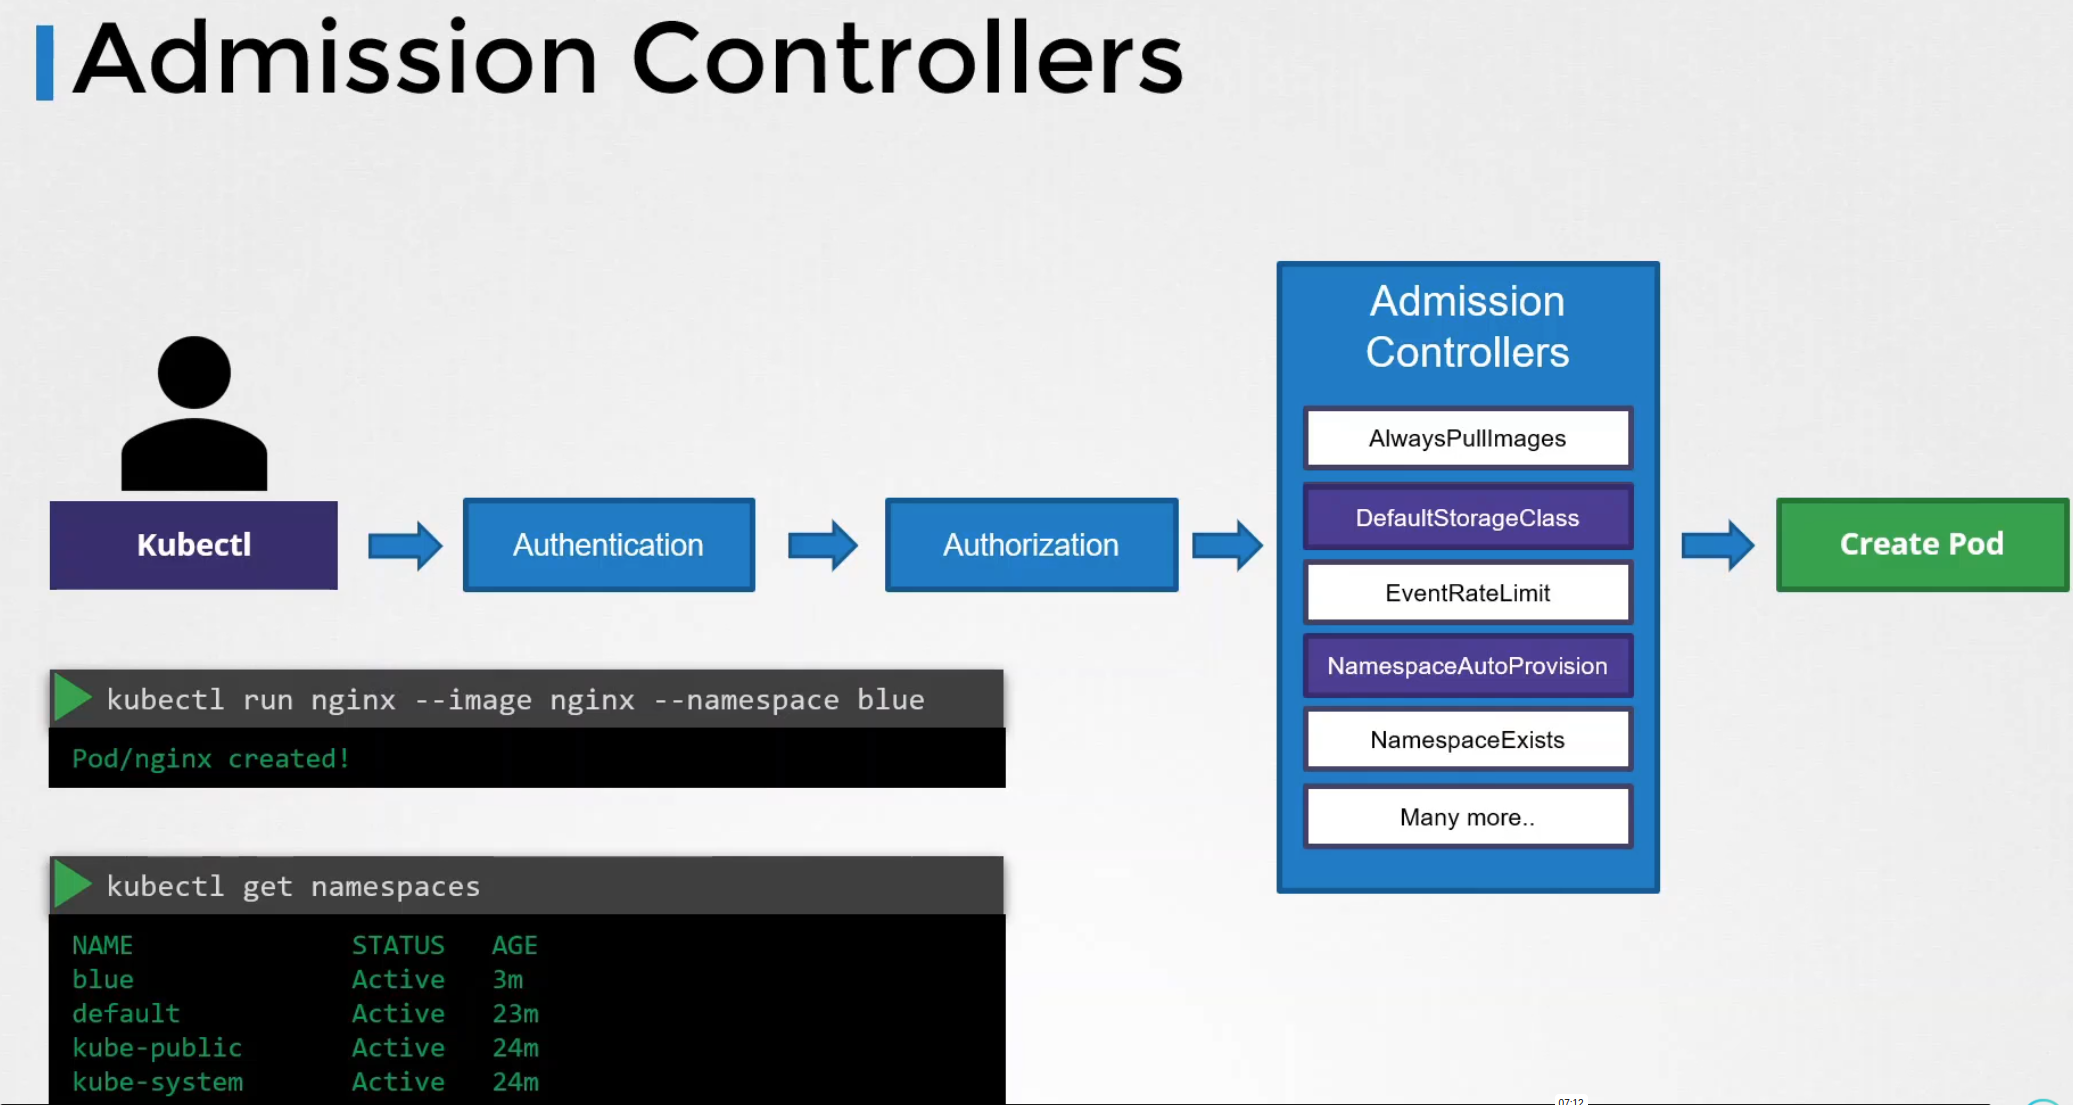 Admission Controllers
Kubectl
Authentication
Authorization
Admission
Controllers
AlwaysPullImages
DefaultStorageClass
EventRateLimit
NamespaceAutoProvision
NamespaceExists
Many more..
Create Pod
kubectl run nginx --image nginx --namespace blue
Pod/nginx created!
kubectl get namespaces
NAME STATUS AGE
blue Active 3m
default Active 23m
kube-public Active 24m
kube-system Active 24m
07:12